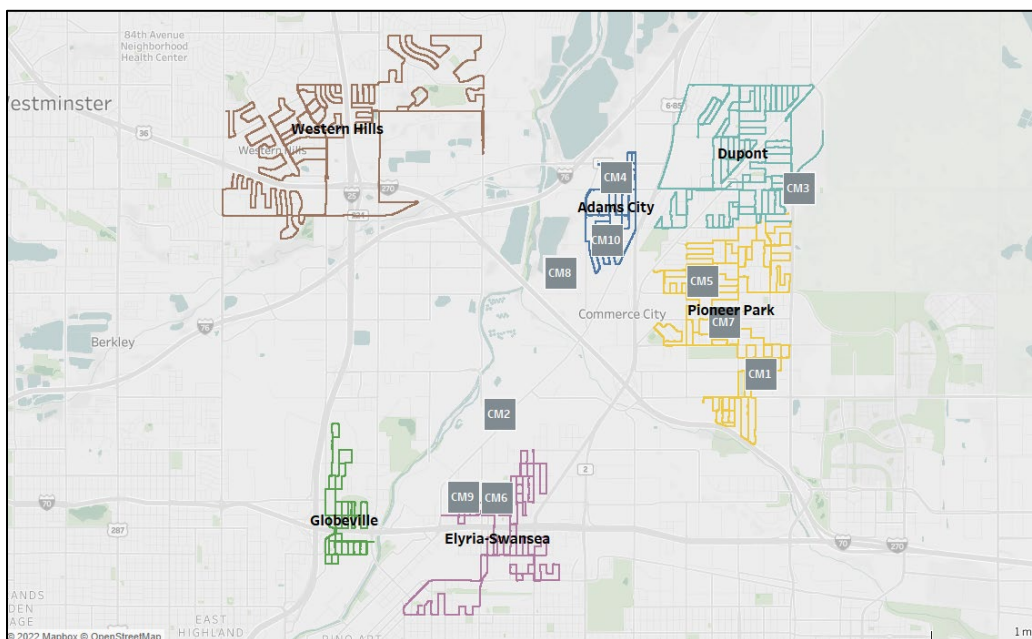 84th Avenue
Neighborhood
Health Center
Westminster
36
Western Hills
Western Hills
270
25
224
76
6-85
Dupont
CM4
CM3
Adams City
CM10
CM8
CM5
Commerce City
Pioneer Park
CM7
76
Berkley
CM1
CM2
2
70
CM9
CM6
Globeville
287
Elyria-Swansea
70
270
EAST
HIGHLAND
© 2022 Mapbox © OpenStreetMap
1 m